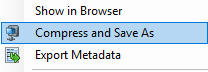 Show in Browser
Compress and Save As
Export Metadata